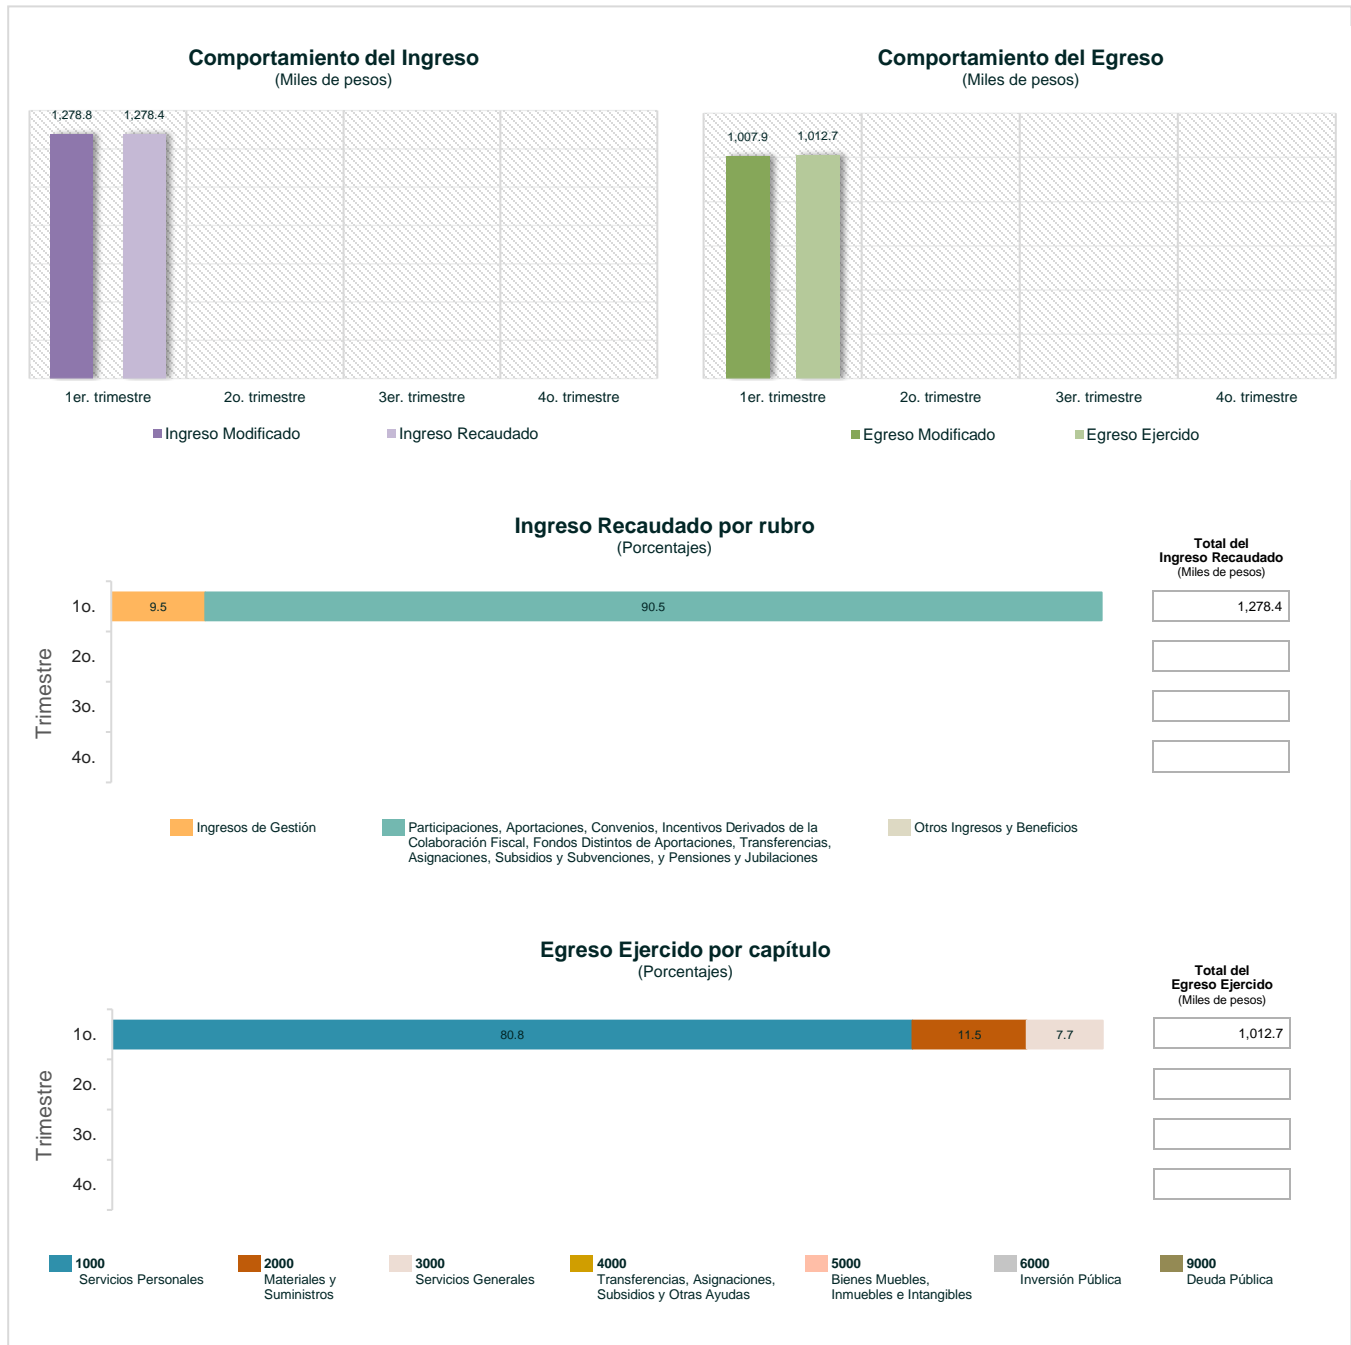 Comportamiento del Ingreso
(Miles de pesos)
1,278.8
1,278.4
1er. trimestre
2o. trimestre
3er. trimestre
4o. trimestre
Ingreso Modificado
Ingreso Recaudado
Comportamiento del Egreso
(Miles de pesos)
1,007.9
1,012.7
1er. trimestre
2o. trimestre
3er. trimestre
4o. trimestre
Egreso Modificado
Egreso Ejercido
Ingreso Recaudado por rubro
(Porcentajes)
Total del
Ingreso Recaudado
(Miles de pesos)
Trimestre
1o.
9.5
90.5
1,278.4
2o.
3o.
4o.
Ingresos de Gestión
Participaciones, Aportaciones, Convenios, Incentivos Derivados de la
Colaboración Fiscal, Fondos Distintos de Aportaciones, Transferencias,
Asignaciones, Subsidios y Subvenciones, y Pensiones y Jubilaciones
Otros Ingresos y Beneficios
Egreso Ejercido por capítulo
(Porcentajes)
Total del
Egreso Ejercido
(Miles de pesos)
Trimestre
1o.
80.8
11.5
7.7
1,012.7
2o.
3o.
4o.
1000
Servicios Personales
2000
Materiales y
Suministros
3000
Servicios Generales
4000
Transferencias, Asignaciones,
Subsidios y Otras Ayudas
5000
Bienes Muebles,
Inmuebles e Intangibles
6000
Inversión Pública
9000
Deuda Pública